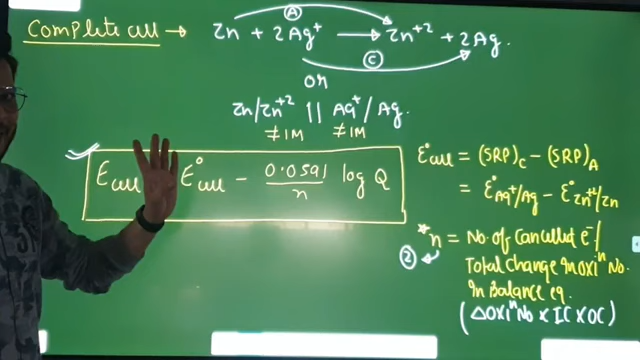 Complete cell → Zn + 2Ag⁺ → Zn⁺² + 2Ag.
A
C
or
Zn/Zn⁺² || Ag⁺/Ag.
≠1M ≠1M
Ecell E°cell - 0.0591/n log Q
E°cell = (SRP)C - (SRP)A
= E°Ag⁺/Ag - E°Zn⁺²/Zn
*n = No. of Cancelled e⁻/
2
Total Change In OXIⁿ No.
In Balance eq.
(ΔOXIⁿ No × IC × OC)